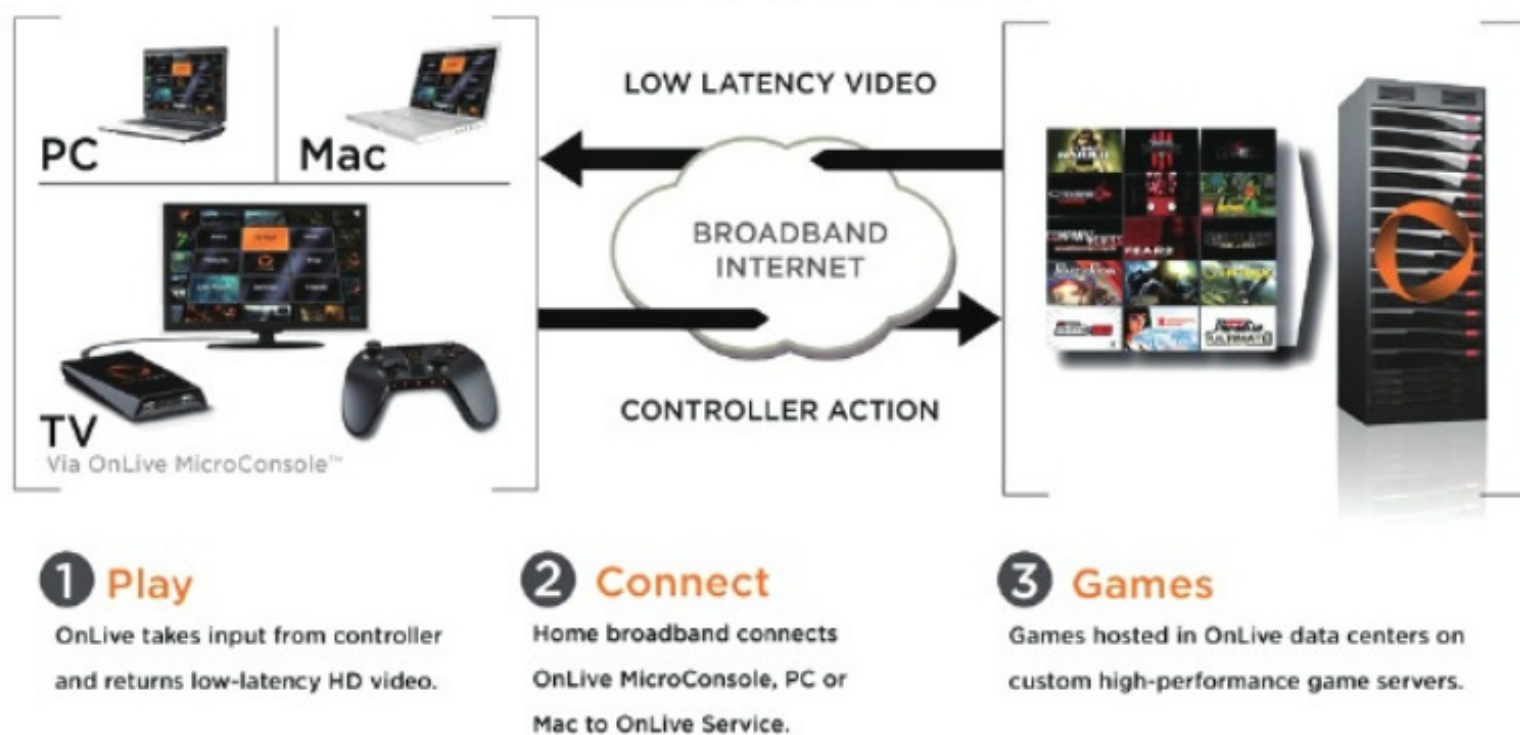 LOW LATENCY VIDEO
PC
Mac
BROADBAND
INTERNET
CONTROLLER ACTION
TV
Via OnLive MicroConsole™
1 Play
OnLive takes input from controller
and returns low-latency HD video.
2 Connect
Home broadband connects
OnLive MicroConsole, PC or
Mac to OnLive Service.
3 Games
Games hosted in OnLive data centers on
custom high-performance game servers.